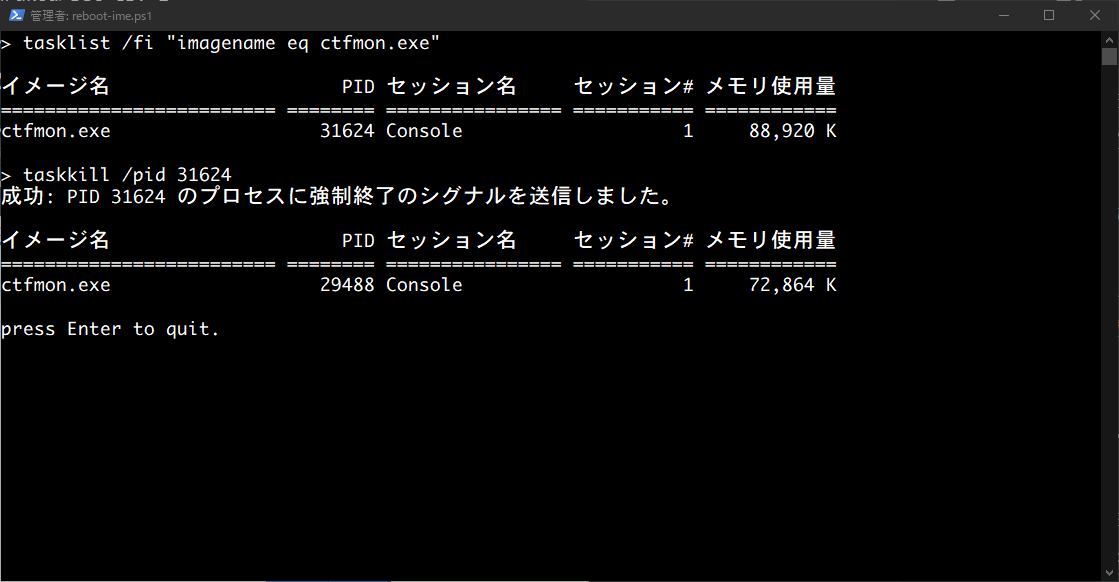 管理者: reboot-ime.ps1
> tasklist /fi "imagename eq ctfmon.exe"
イメージ名                     PID セッション名     セッション# メモリ使用量
========================= ======== ================ =========== ============
ctfmon.exe                   31624 Console                    1     88,920 K
> taskkill /pid 31624
成功: PID 31624 のプロセスに強制終了のシグナルを送信しました。
イメージ名                     PID セッション名     セッション# メモリ使用量
========================= ======== ================ =========== ============
ctfmon.exe                   29488 Console                    1     72,864 K
press Enter to quit.